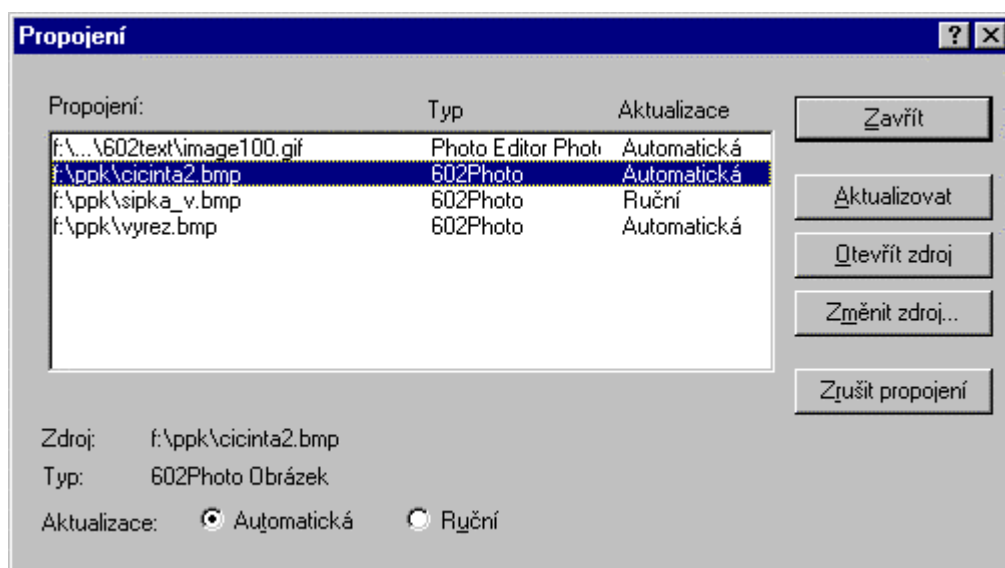 Propojení
Propojení: Typ Aktualizace
f:\...\602text\image100.gif Photo Editor Phot Automatická
f:\ppk\cicinta2.bmp 602Photo Automatická
f:\ppk\sipka_v.bmp 602Photo Ruční
f:\ppk\vyrez.bmp 602Photo Automatická
Zavřít
Aktualizovat
Otevřít zdroj
Změnit zdroj...
Zrušit propojení
Zdroj: f:\ppk\cicinta2.bmp
Typ: 602Photo Obrázek
Aktualizace: Automatická Ruční